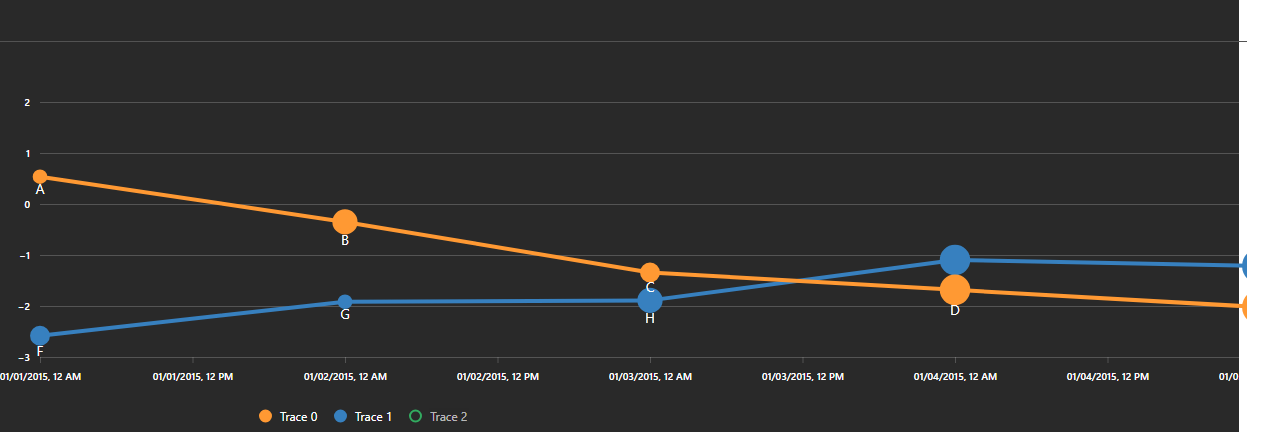 2
1
A
0
B
−1
C
−2
G
H
D
F
−3
01/01/2015, 12 AM 01/01/2015, 12 PM 01/02/2015, 12 AM 01/02/2015, 12 PM 01/03/2015, 12 AM 01/03/2015, 12 PM 01/04/2015, 12 AM 01/04/2015, 12 PM 01/0
Trace 0 Trace 1 Trace 2